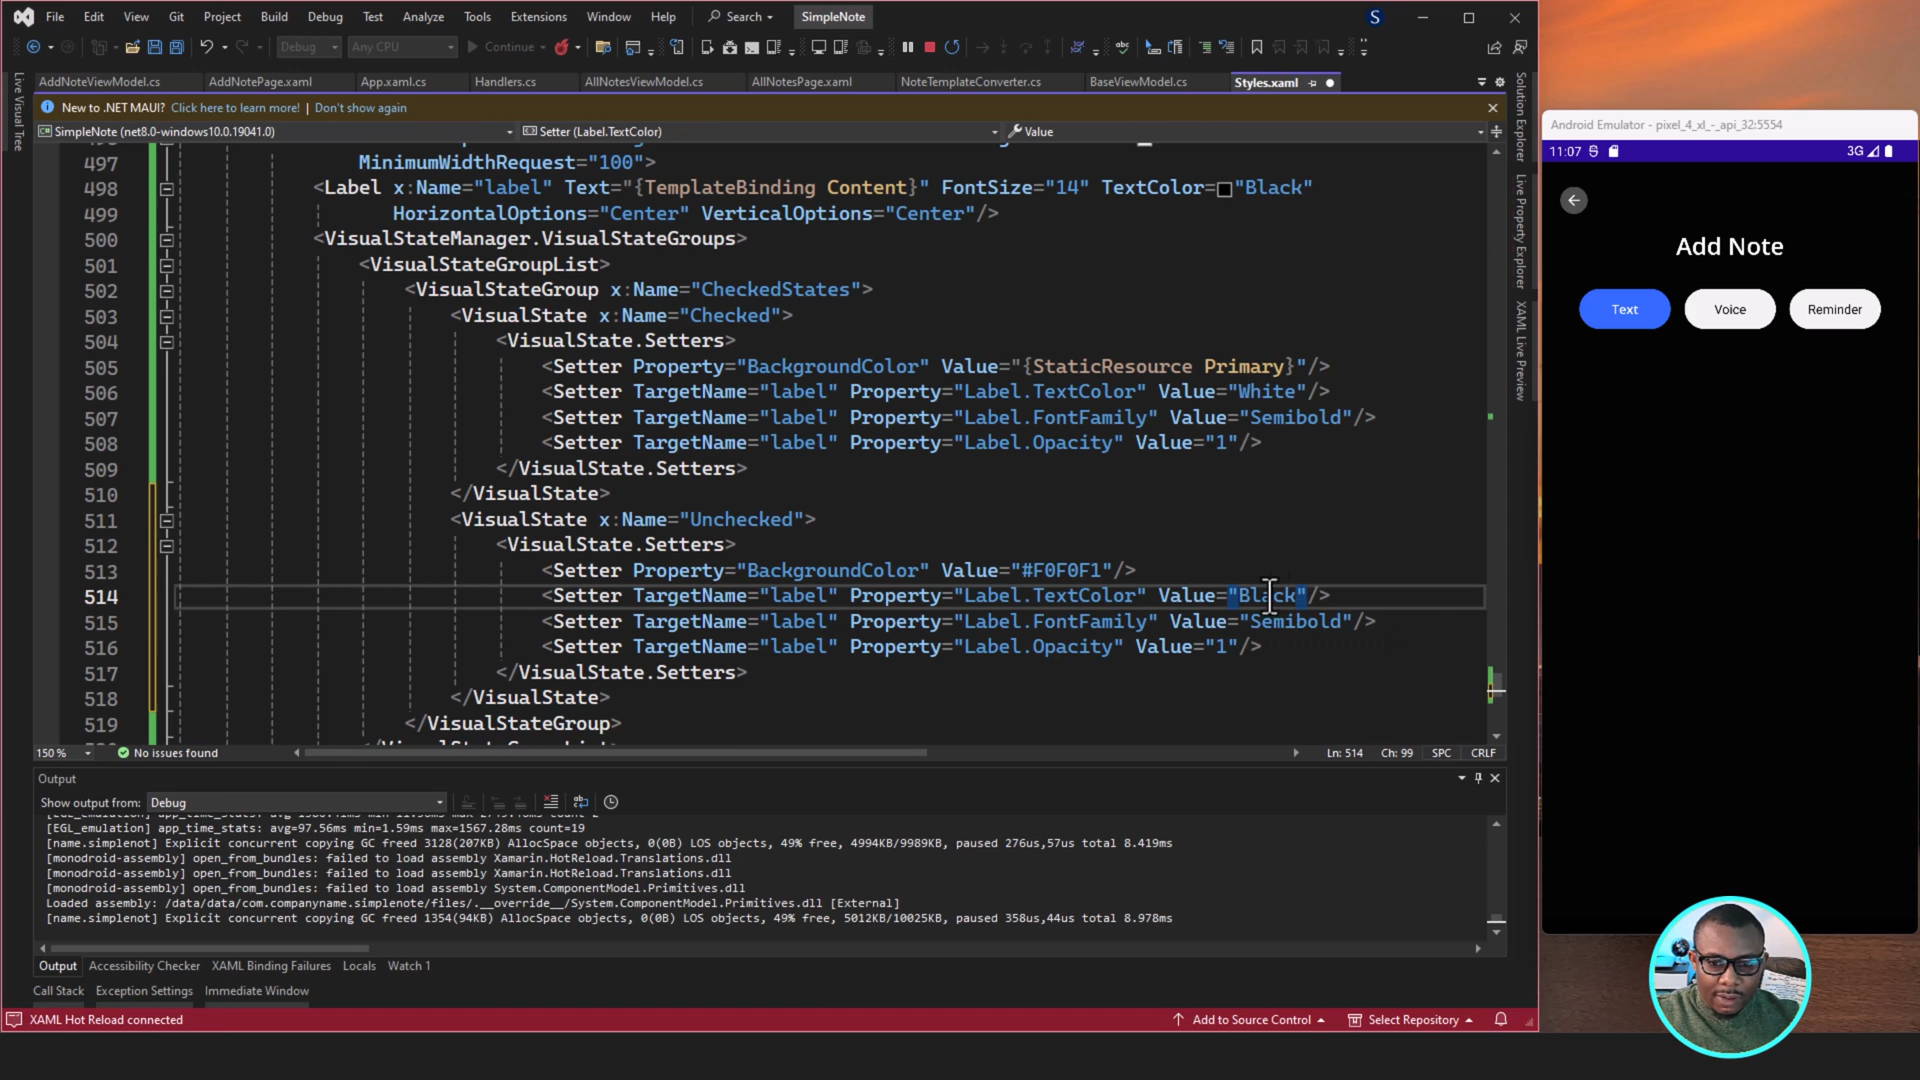 File Edit View Git Project Build Debug Test Analyze Tools Extensions Window Help Search SimpleNote
S
Debug Any CPU Continue
AddNoteViewModel.cs AddNotePage.xaml App.xaml.cs Handlers.cs AllNotesViewModel.cs AllNotesPage.xaml NoteTemplateConverter.cs BaseViewModel.cs Styles.xaml
New to .NET MAUI? Click here to learn more! | Don't show again
SimpleNote (net8.0-windows10.0.19041.0) Setter (Label.TextColor) Value
Live Visual Tree
497 MinimumWidthRequest="100">
498 <Label x:Name="label" Text="{TemplateBinding Content}" FontSize="14" TextColor="Black"
499 HorizontalOptions="Center" VerticalOptions="Center"/>
500 <VisualStateManager.VisualStateGroups>
501 <VisualStateGroupList>
502 <VisualStateGroup x:Name="CheckedStates">
503 <VisualState x:Name="Checked">
504 <VisualState.Setters>
505 <Setter Property="BackgroundColor" Value="{StaticResource Primary}"/>
506 <Setter TargetName="label" Property="Label.TextColor" Value="White"/>
507 <Setter TargetName="label" Property="Label.FontFamily" Value="Semibold"/>
508 <Setter TargetName="label" Property="Label.Opacity" Value="1"/>
509 </VisualState.Setters>
510 </VisualState>
511 <VisualState x:Name="Unchecked">
512 <VisualState.Setters>
513 <Setter Property="BackgroundColor" Value="#F0F0F1"/>
514 <Setter TargetName="label" Property="Label.TextColor" Value="Black"/>
515 <Setter TargetName="label" Property="Label.FontFamily" Value="Semibold"/>
516 <Setter TargetName="label" Property="Label.Opacity" Value="1"/>
517 </VisualState.Setters>
518 </VisualState>
519 </VisualStateGroup>
150 % No issues found Ln: 514 Ch: 99 SPC CRLF
Solution Explorer
Live Property Explorer
XAML Live Preview
Output
Show output from: Debug
[EGL_emulation] app_time_stats: avg=97.56ms min=1.59ms max=1567.28ms count=19
[name.simplenot] Explicit concurrent copying GC freed 3128(207KB) AllocSpace objects, 0(0B) LOS objects, 49% free, 4994KB/9989KB, paused 276us,57us total 8.419ms
[monodroid-assembly] open_from_bundles: failed to load assembly Xamarin.HotReload.Translations.dll
[monodroid-assembly] open_from_bundles: failed to load assembly Xamarin.HotReload.Translations.dll
[monodroid-assembly] open_from_bundles: failed to load assembly System.ComponentModel.Primitives.dll
Loaded assembly: /data/data/com.companyname.simplenote/files/.__override__/System.ComponentModel.Primitives.dll [External]
[name.simplenot] Explicit concurrent copying GC freed 1354(94KB) AllocSpace objects, 0(0B) LOS objects, 49% free, 5012KB/10025KB, paused 358us,44us total 8.978ms
Output Accessibility Checker XAML Binding Failures Locals Watch 1
Call Stack Exception Settings Immediate Window
XAML Hot Reload connected Add to Source Control Select Repository
Android Emulator - pixel_4_xl_-_api_32:5554
11:07 3G
Add Note
Text Voice Reminder